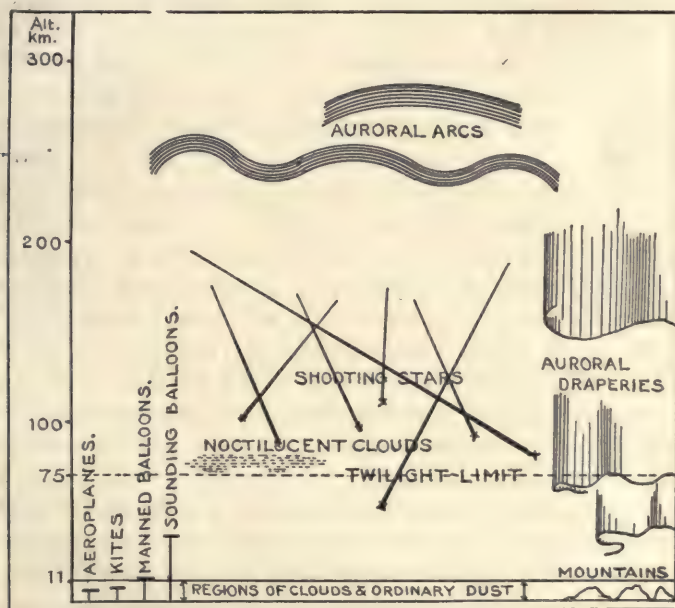 Alt.
km.
300
AURORAL ARCS
200
SHOOTING STARS
AURORAL
DRAPERIES
100
NOCTILUCENT CLOUDS
75
TWILIGHT-LIMIT
AEROPLANES.
KITES
MANNED BALLOONS.
SOUNDING BALLOONS.
MOUNTAINS
11
REGIONS OF CLOUDS & ORDINARY DUST